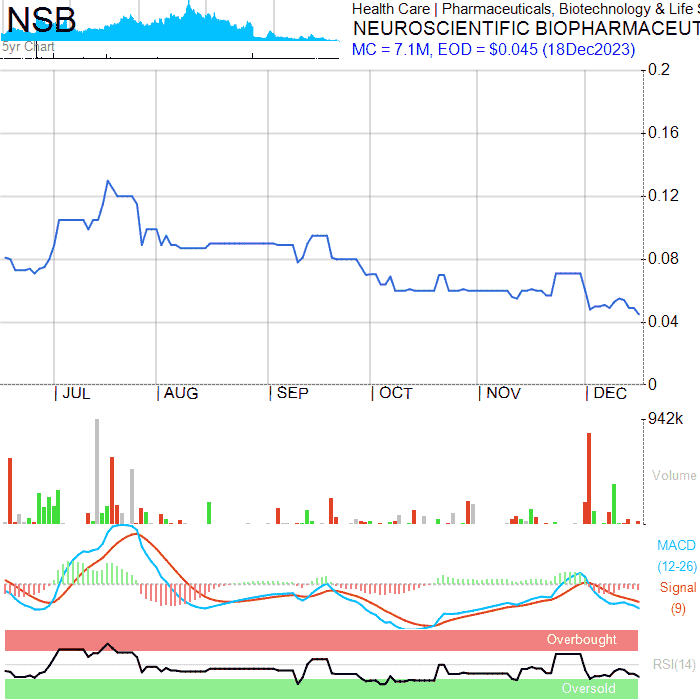 NSB
5yr Chart
Health Care | Pharmaceuticals, Biotechnology & Life S
NEUROSCIENTIFIC BIOPHARMACEUT
MC = 7.1M, EOD = $0.045 (18Dec2023)
0.2
0.16
0.12
0.08
0.04
0
JUL AUG SEP OCT NOV DEC
942k
Volume
MACD
(12-26)
Signal
(9)
Overbought
RSI(14)
Oversold